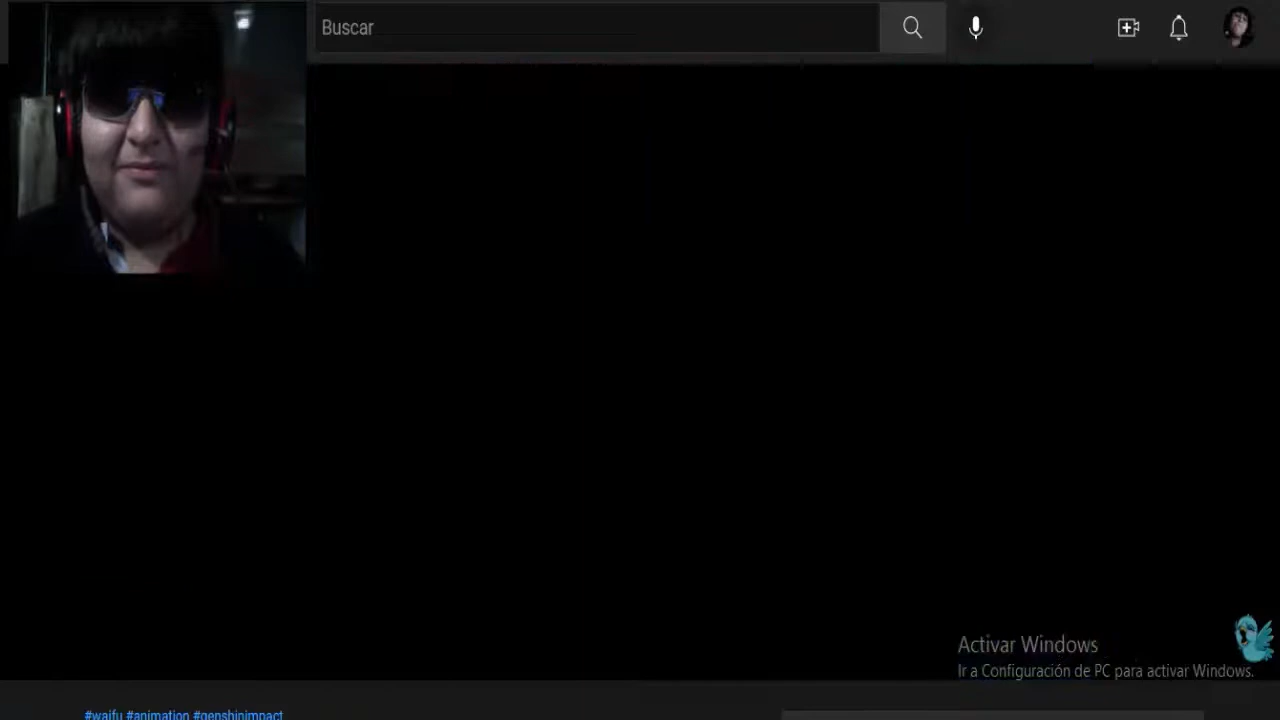 Buscar
Activar Windows
Ir a Configuración de PC para activar Windows.
#waifu #animation #genshinimpact